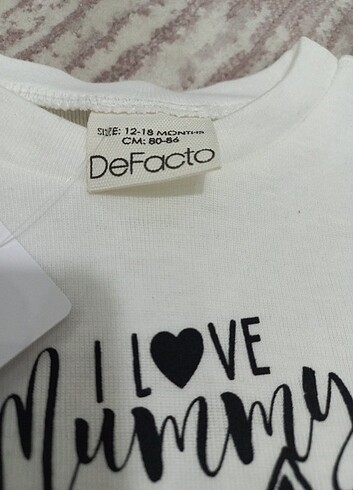 SIZE: 12-18 MONTHS
CM: 80-86
DeFacto
I LOVE
Mummy